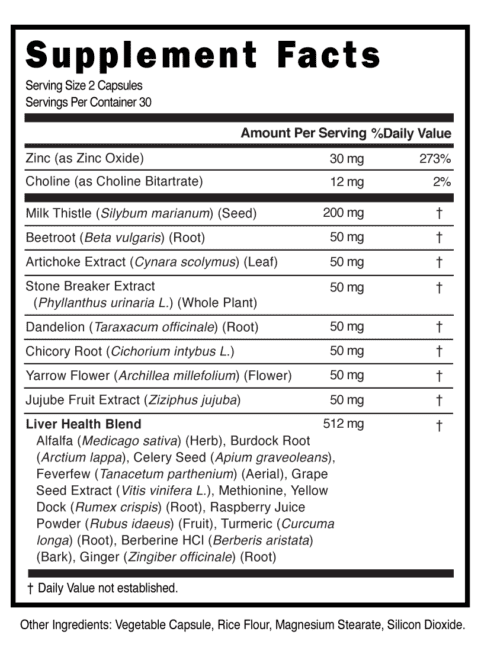 Supplement Facts
Serving Size 2 Capsules
Servings Per Container 30
Amount Per Serving %Daily Value
Zinc (as Zinc Oxide) 30 mg 273%
Choline (as Choline Bitartrate) 12 mg 2%
Milk Thistle (Silybum marianum) (Seed) 200 mg †
Beetroot (Beta vulgaris) (Root) 50 mg †
Artichoke Extract (Cynara scolymus) (Leaf) 50 mg †
Stone Breaker Extract 50 mg †
(Phyllanthus urinaria L.) (Whole Plant)
Dandelion (Taraxacum officinale) (Root) 50 mg †
Chicory Root (Cichorium intybus L.) 50 mg †
Yarrow Flower (Archillea millefolium) (Flower) 50 mg †
Jujube Fruit Extract (Ziziphus jujuba) 50 mg †
Liver Health Blend 512 mg †
Alfalfa (Medicago sativa) (Herb), Burdock Root
(Arctium lappa), Celery Seed (Apium graveolens),
Feverfew (Tanacetum parthenium) (Aerial), Grape
Seed Extract (Vitis vinifera L.), Methionine, Yellow
Dock (Rumex crispis) (Root), Raspberry Juice
Powder (Rubus idaeus) (Fruit), Turmeric (Curcuma
longa) (Root), Berberine HCl (Berberis aristata)
(Bark), Ginger (Zingiber officinale) (Root)
† Daily Value not established.
Other Ingredients: Vegetable Capsule, Rice Flour, Magnesium Stearate, Silicon Dioxide.